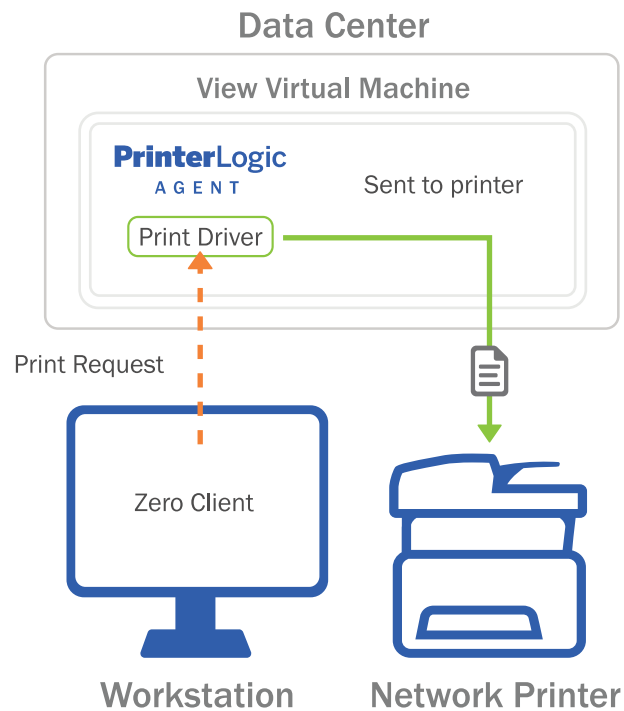 Data Center
View Virtual Machine
PrinterLogic
AGENT
Sent to printer
Print Driver
Print Request
Zero Client
Workstation
Network Printer